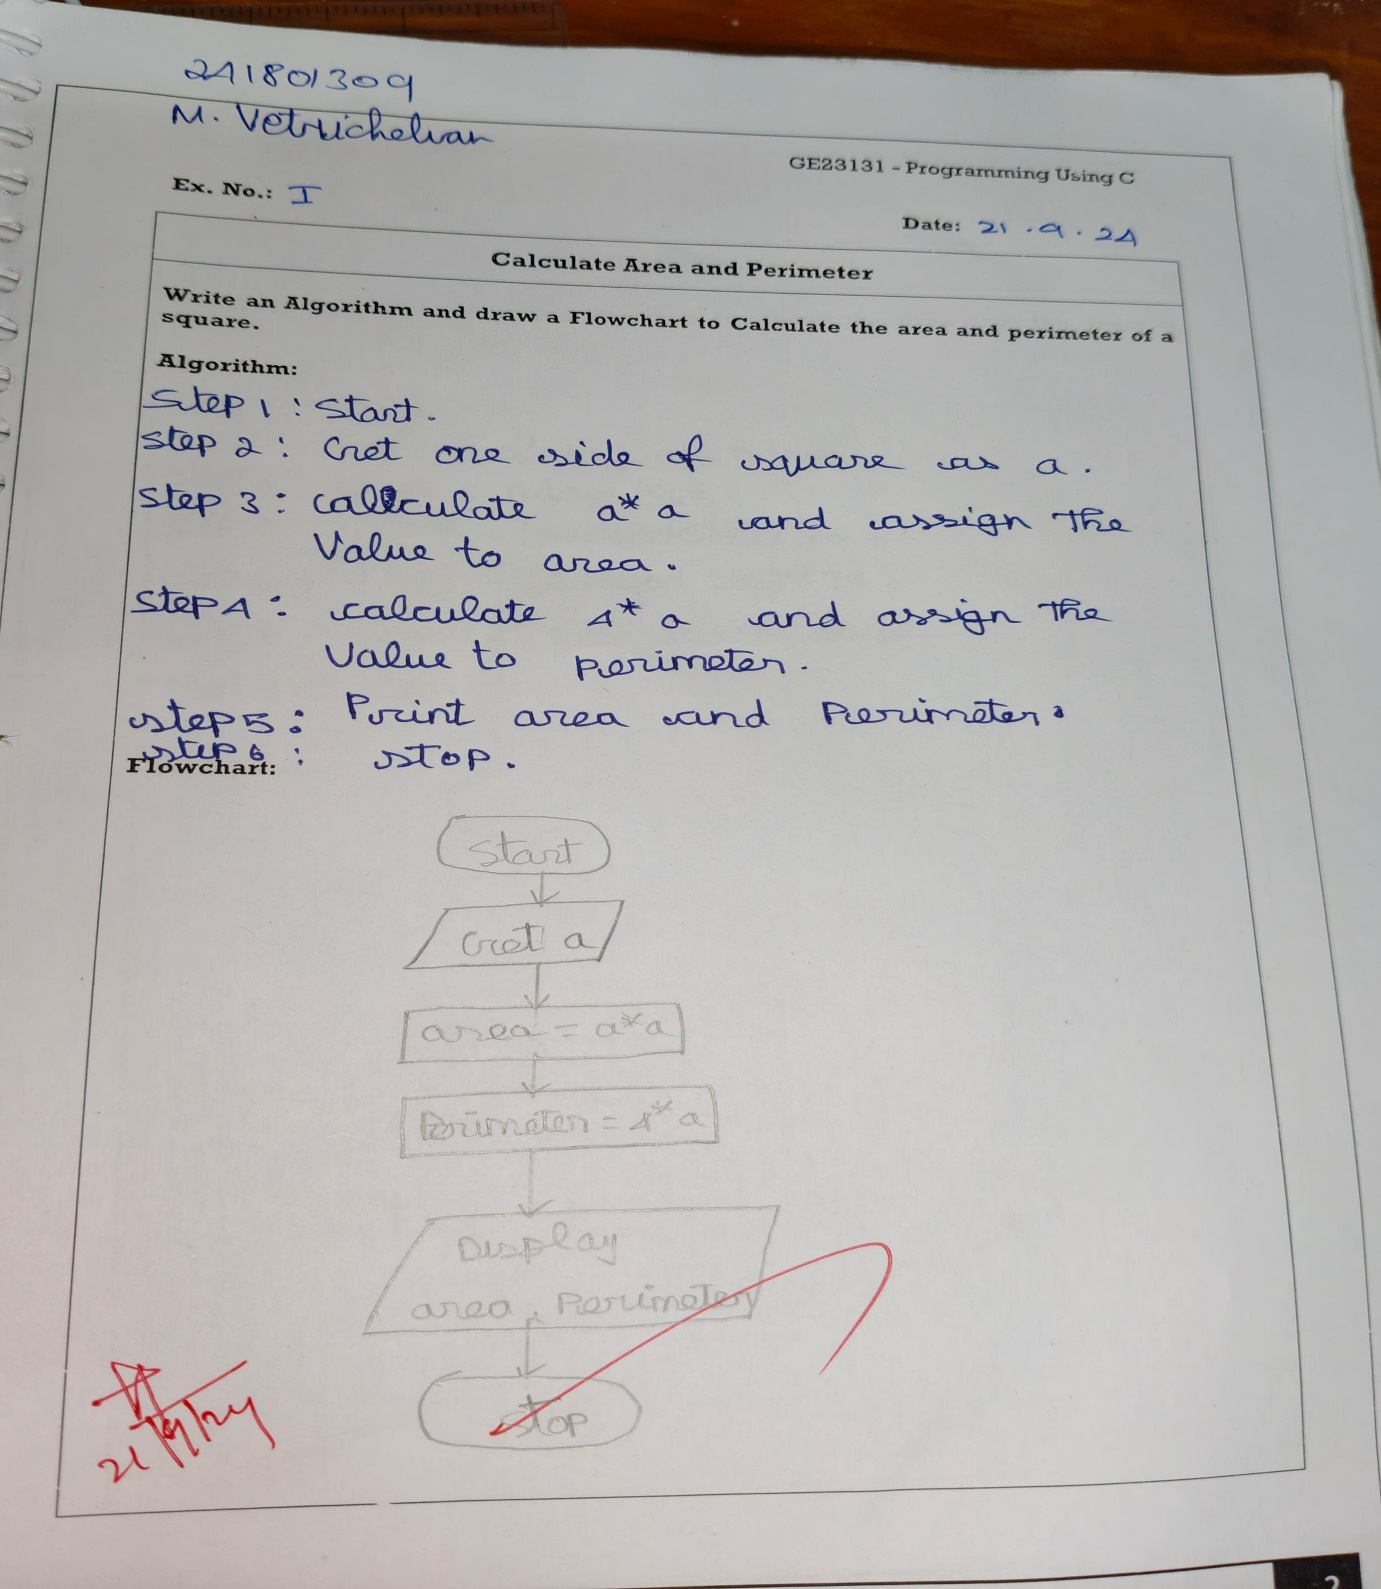 241801309
M. Vetrichelvan
GE23131 - Programming Using C
Ex. No.: I
Date: 21.9.24
Calculate Area and Perimeter
Write an Algorithm and draw a Flowchart to Calculate the area and perimeter of a
square.
Algorithm:
Step 1 : Start.
Step 2 : Get one side of square as a.
Step 3 : calculate a* a and assign the
Value to area.
Step 4 : calculate 4* a and assign the
Value to perimeter.
step 5 : Print area and Perimeter.
step 6 : stop.
Flowchart:
Start
Get a
area = a*a
Perimeter = 4*a
Display
area, Perimeter
stop
21/9/24
2